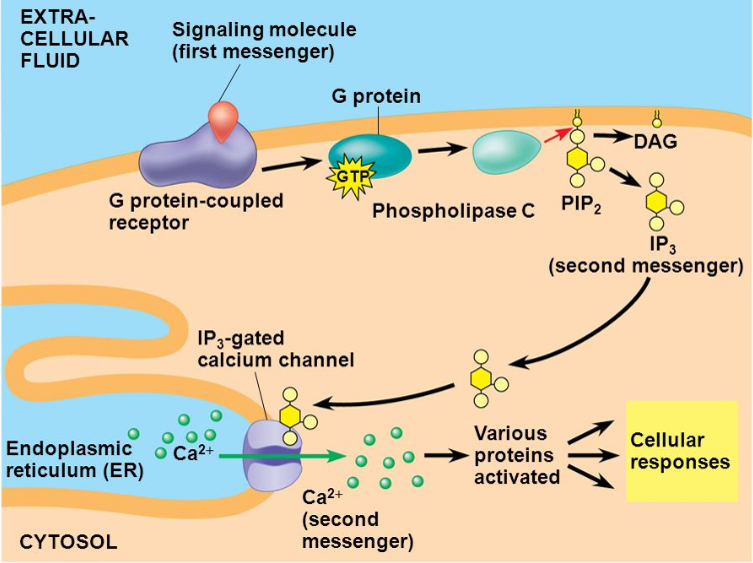 EXTRA-
CELLULAR
FLUID
Signaling molecule
(first messenger)
G protein
GTP
G protein-coupled
receptor
Phospholipase C
PIP₂
DAG
IP₃
(second messenger)
IP₃-gated
calcium channel
Endoplasmic
reticulum (ER)
Ca²⁺
Ca²⁺
(second
messenger)
Various
proteins
activated
Cellular
responses
CYTOSOL